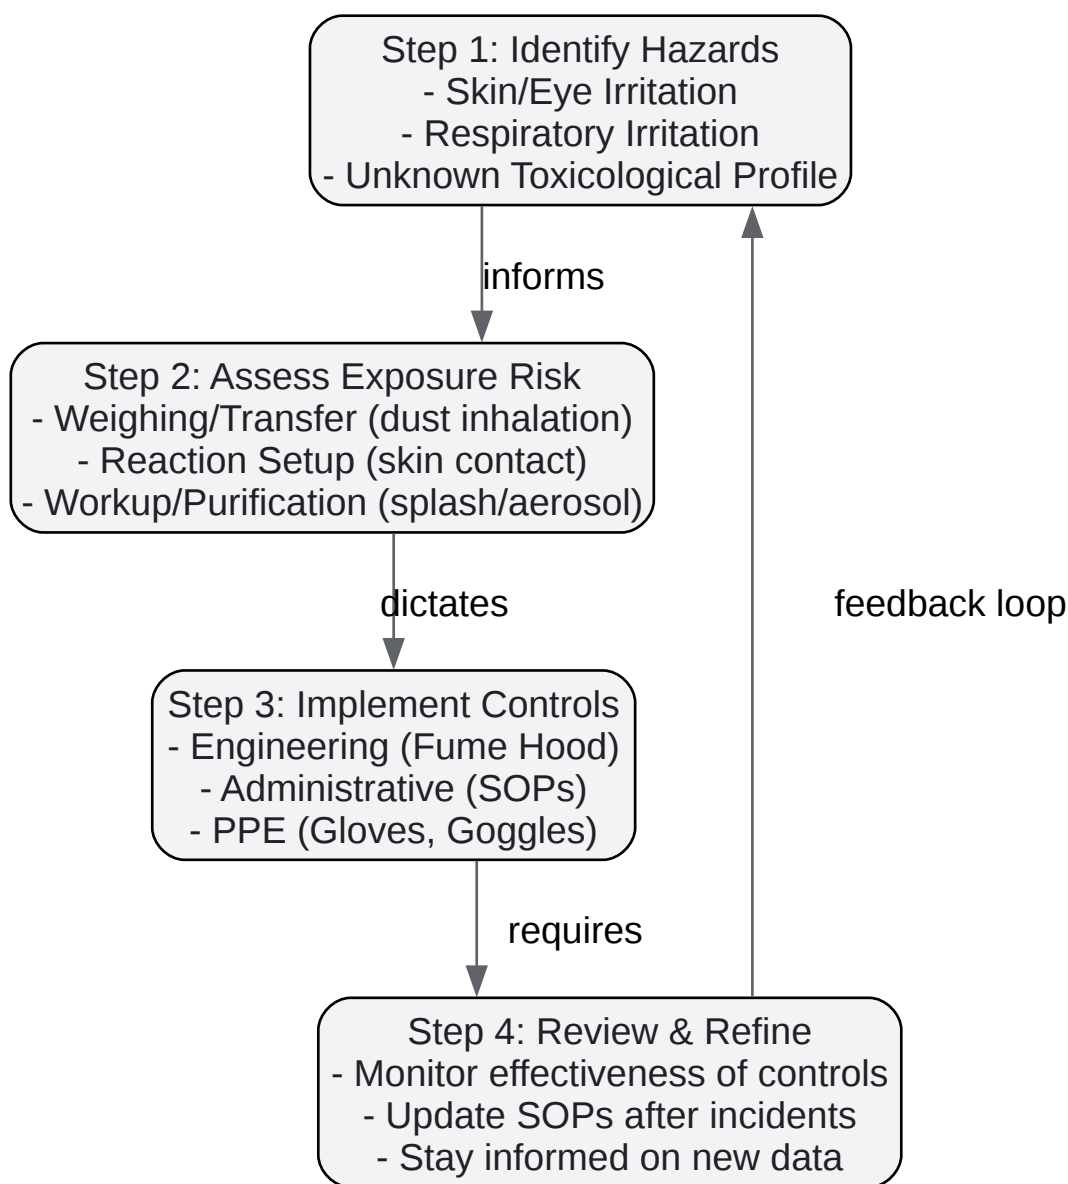 Step 1: Identify Hazards
- Skin/Eye Irritation
- Respiratory Irritation
- Unknown Toxicological Profile
informs
Step 2: Assess Exposure Risk
- Weighing/Transfer (dust inhalation)
- Reaction Setup (skin contact)
- Workup/Purification (splash/aerosol)
dictates
feedback loop
Step 3: Implement Controls
- Engineering (Fume Hood)
- Administrative (SOPs)
- PPE (Gloves, Goggles)
requires
Step 4: Review & Refine
- Monitor effectiveness of controls
- Update SOPs after incidents
- Stay informed on new data